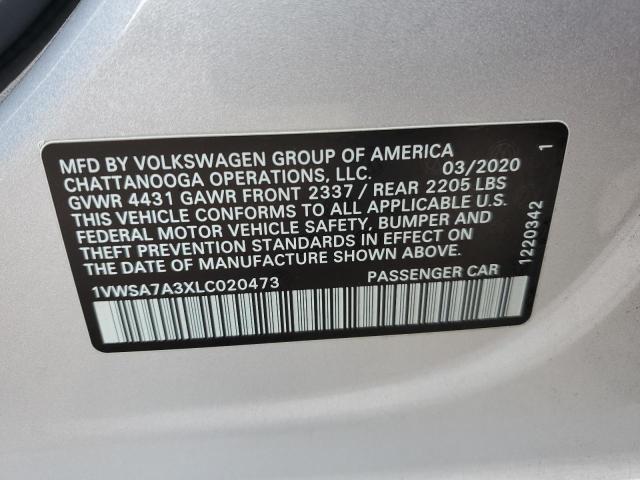 MFD BY VOLKSWAGEN GROUP OF AMERICA
CHATTANOOGA OPERATIONS, LLC. 03/2020
GVWR 4431 GAWR FRONT 2337 / REAR 2205 LBS
THIS VEHICLE CONFORMS TO ALL APPLICABLE U.S.
FEDERAL MOTOR VEHICLE SAFETY, BUMPER AND
THEFT PREVENTION STANDARDS IN EFFECT ON
THE DATE OF MANUFACTURE SHOWN ABOVE.
1VWSA7A3XLC020473 PASSENGER CAR
1220342 1